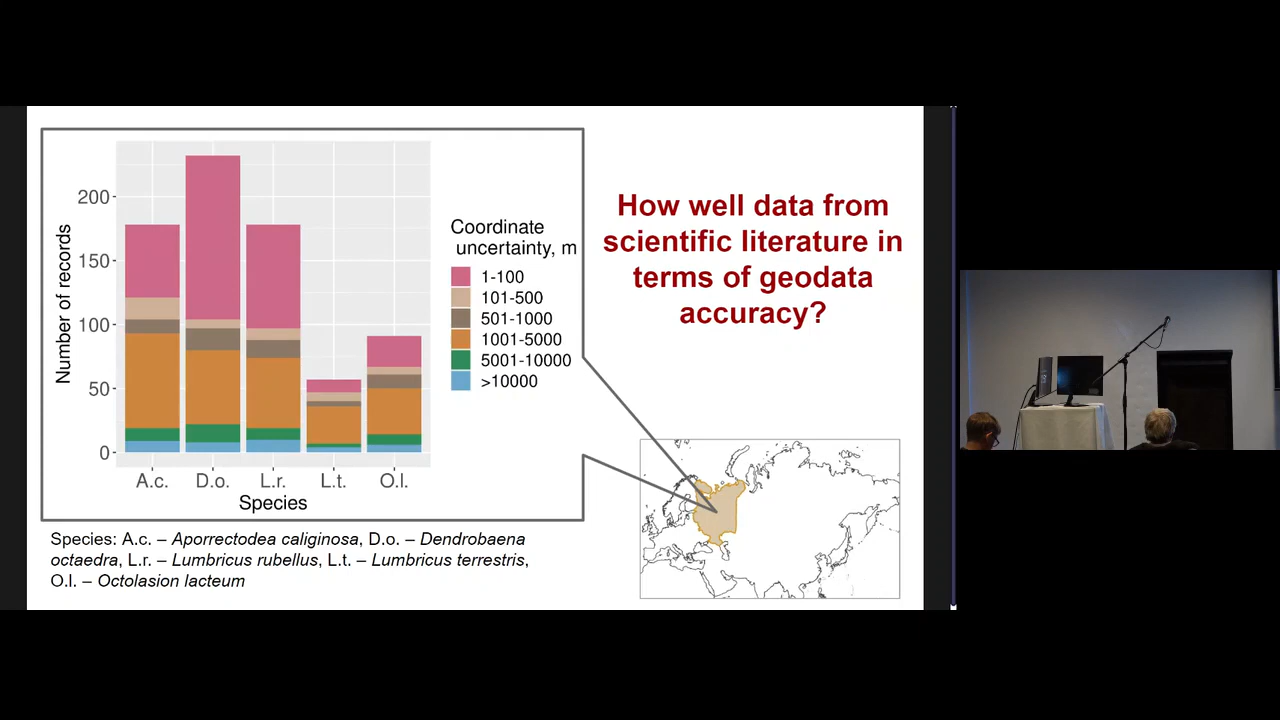 200
150
100
50
0
Number of records
A.c.
D.o.
L.r.
L.t.
O.l.
Species
Coordinate
uncertainty, m
1-100
101-500
501-1000
1001-5000
5001-10000
>10000
How well data from
scientific literature in
terms of geodata
accuracy?
Species: A.c. – Aporrectodea caliginosa, D.o. – Dendrobaena
octaedra, L.r. – Lumbricus rubellus, L.t. – Lumbricus terrestris,
O.l. – Octolasion lacteum